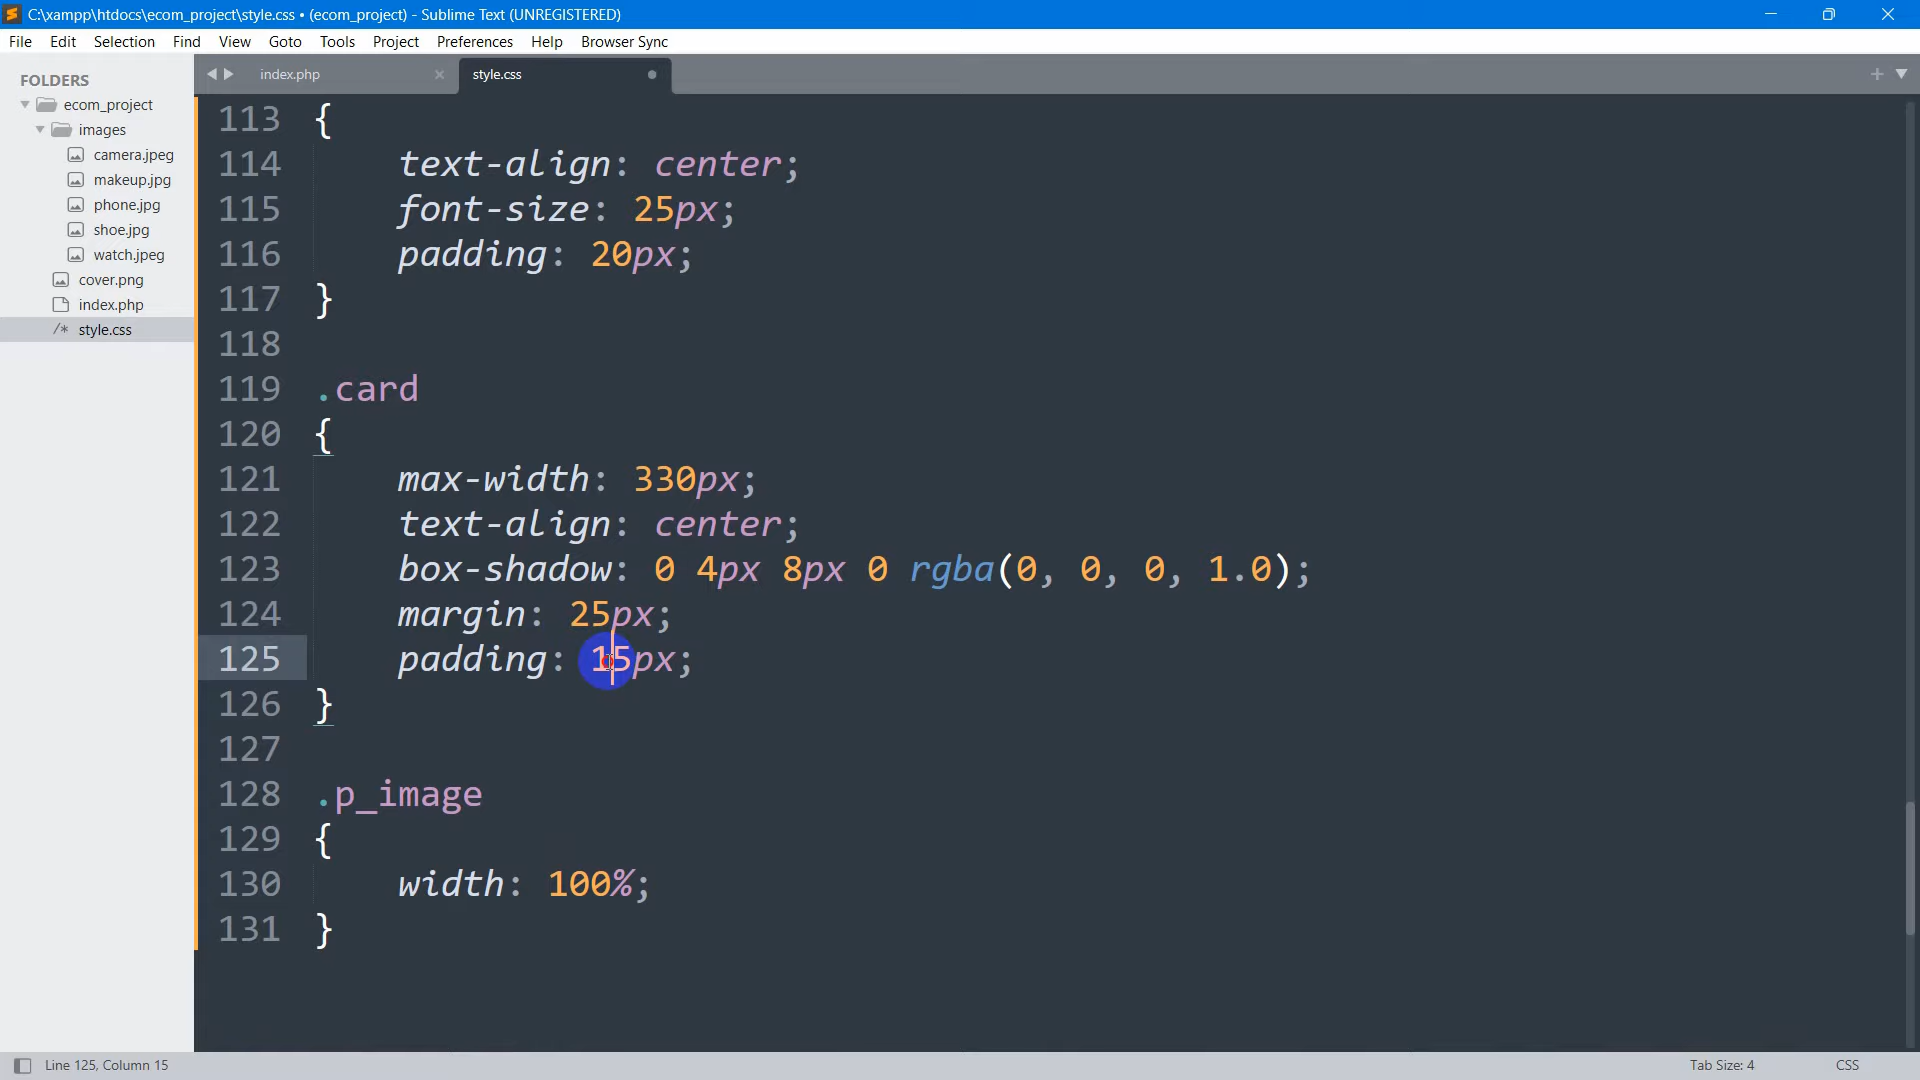 C:\xampp\htdocs\ecom_project\style.css • (ecom_project) - Sublime Text (UNREGISTERED)
File Edit Selection Find View Goto Tools Project Preferences Help Browser Sync
FOLDERS
ecom_project
images
camera.jpeg
makeup.jpg
phone.jpg
shoe.jpg
watch.jpeg
cover.png
index.php
/* style.css
index.php
style.css
113 {
114 text-align: center;
115 font-size: 25px;
116 padding: 20px;
117 }
118
119 .card
120 {
121 max-width: 330px;
122 text-align: center;
123 box-shadow: 0 4px 8px 0 rgba(0, 0, 0, 1.0);
124 margin: 25px;
125 padding: 15px;
126 }
127
128 .p_image
129 {
130 width: 100%;
131 }
Line 125, Column 15
Tab Size: 4
CSS